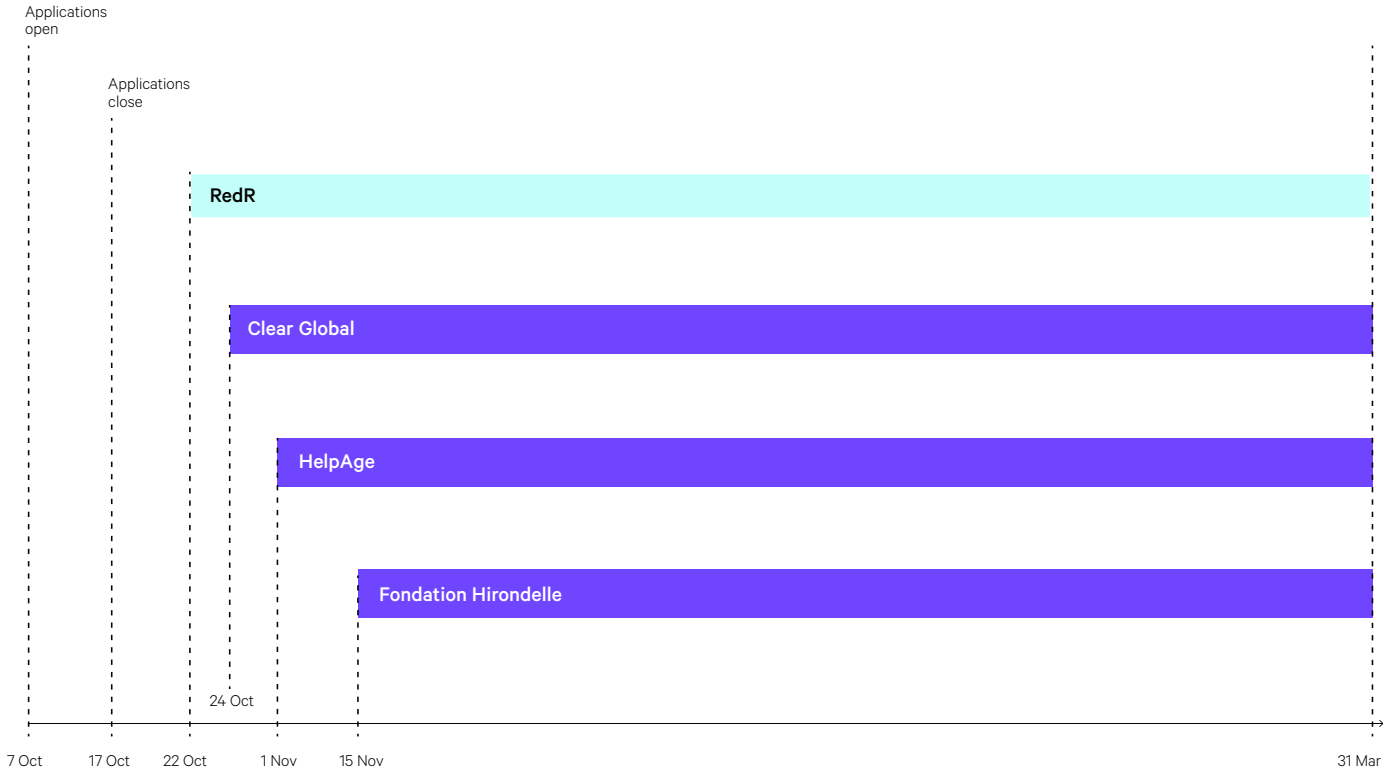 Applications
open
Applications
close
RedR
Clear Global
HelpAge
Fondation Hirondelle
24 Oct
7 Oct
17 Oct
22 Oct
1 Nov
15 Nov
31 Mar